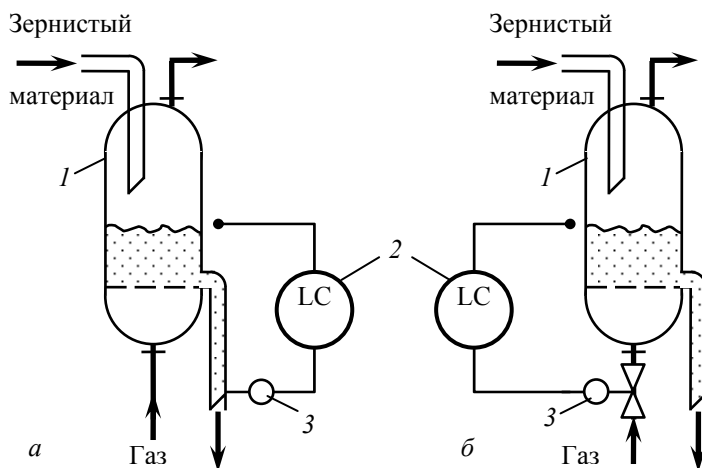 Зернистый
материал
1
2
LC
3
а
Газ
Зернистый
материал
1
LC
3
б
Газ